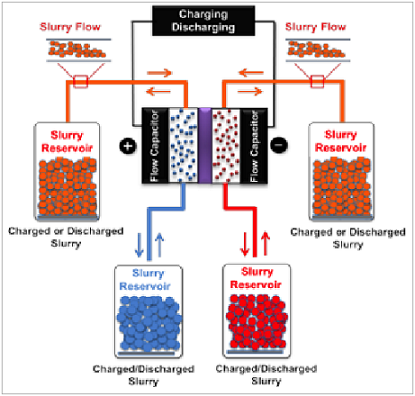 Charging
Discharging
Slurry Flow
Slurry Flow
+
Flow Capacitor
Flow Capacitor
−
Slurry
Reservoir
Slurry
Reservoir
Charged or Discharged
Slurry
Charged or Discharged
Slurry
Slurry
Reservoir
Slurry
Reservoir
Charged/Discharged
Slurry
Charged/Discharged
Slurry